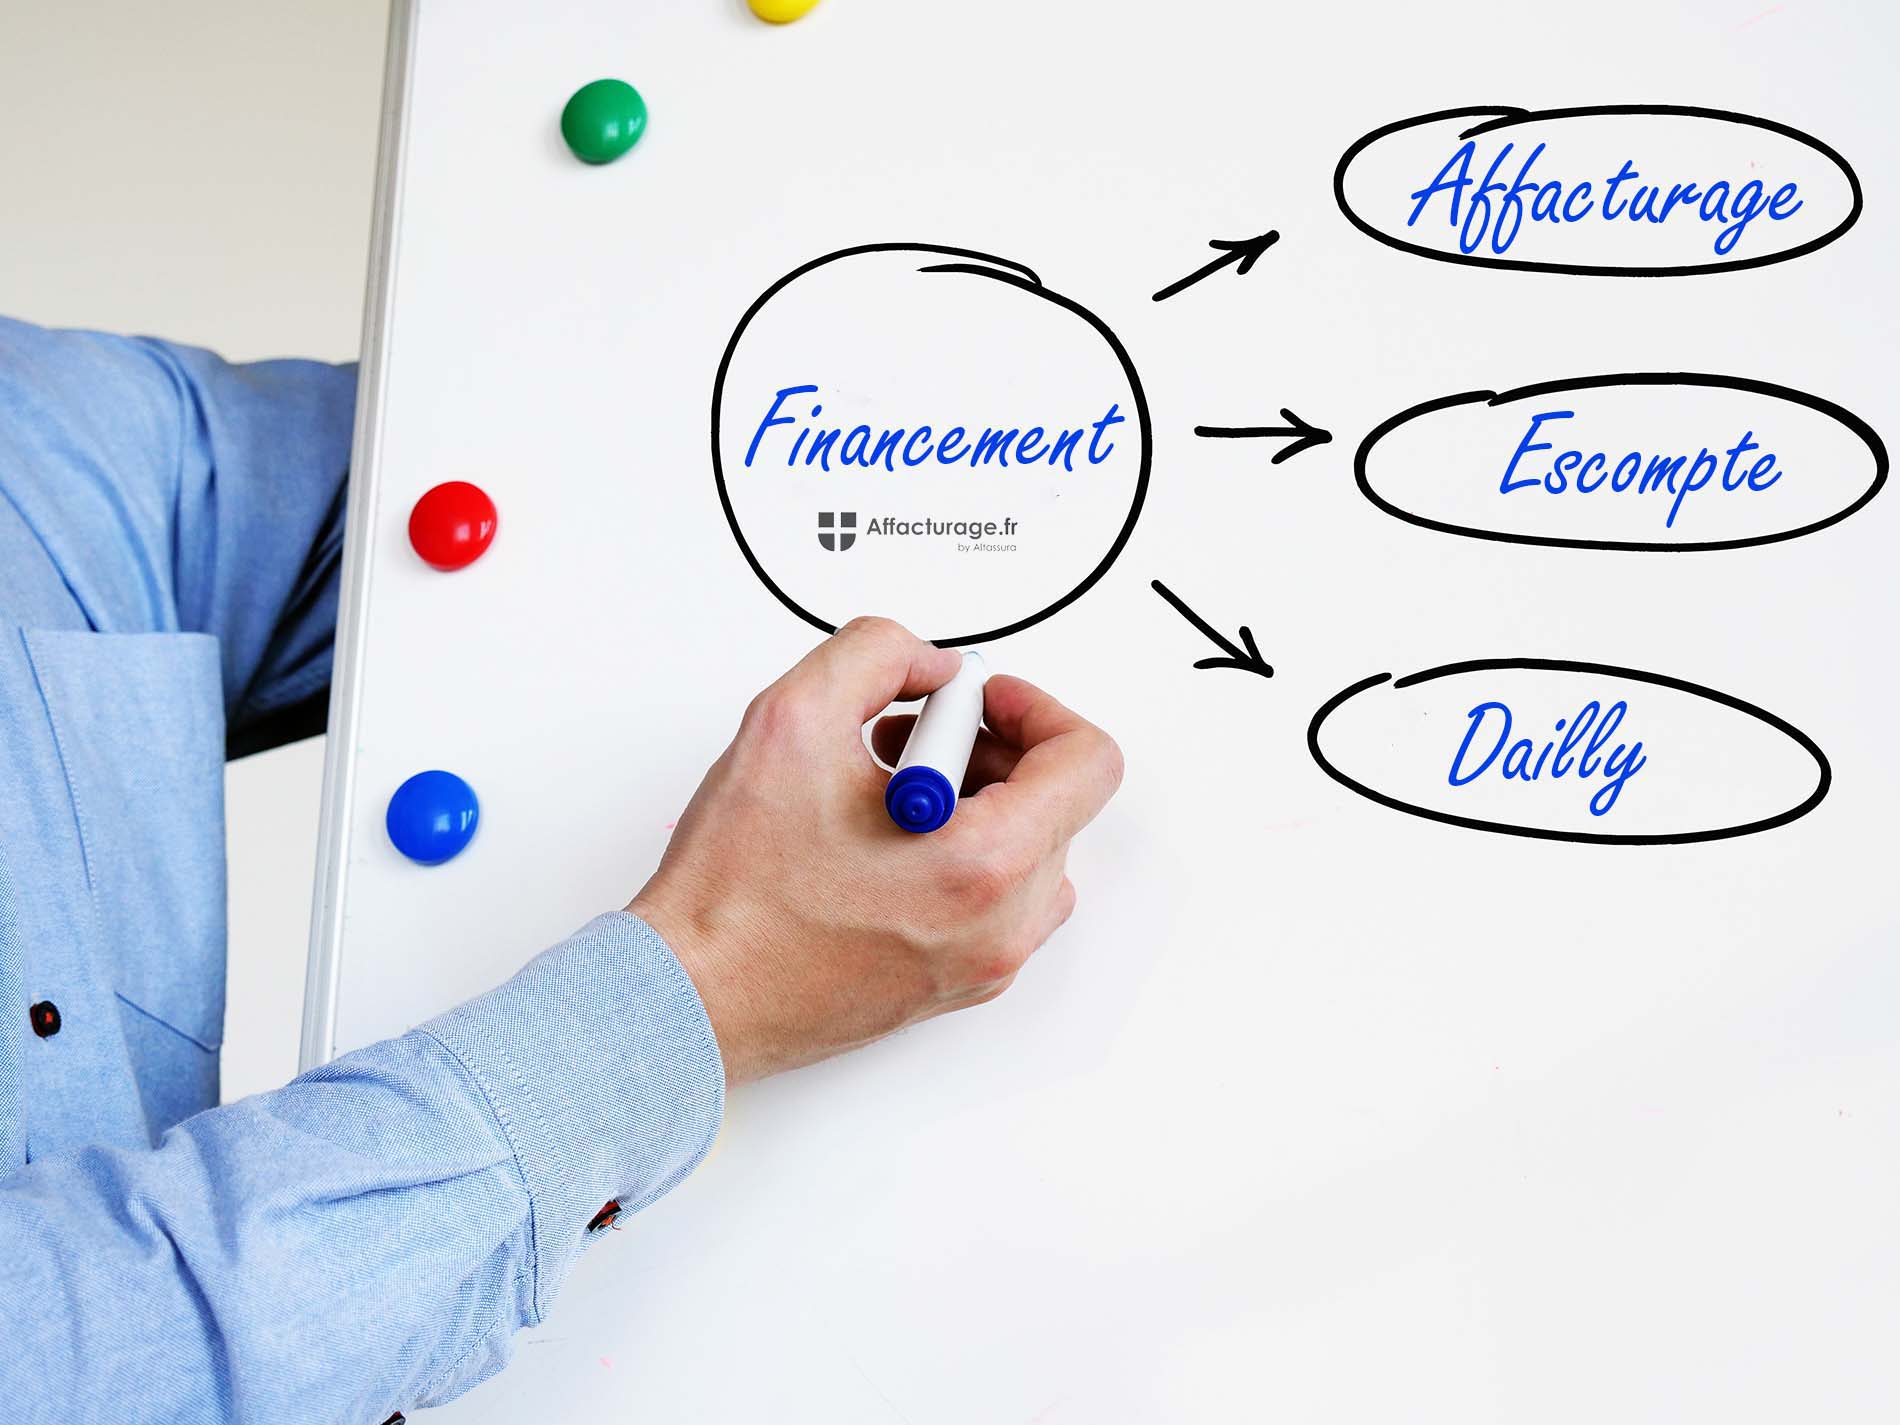 Financement
Affacturage.fr
by Altassura
Affacturage
Escompte
Dailly